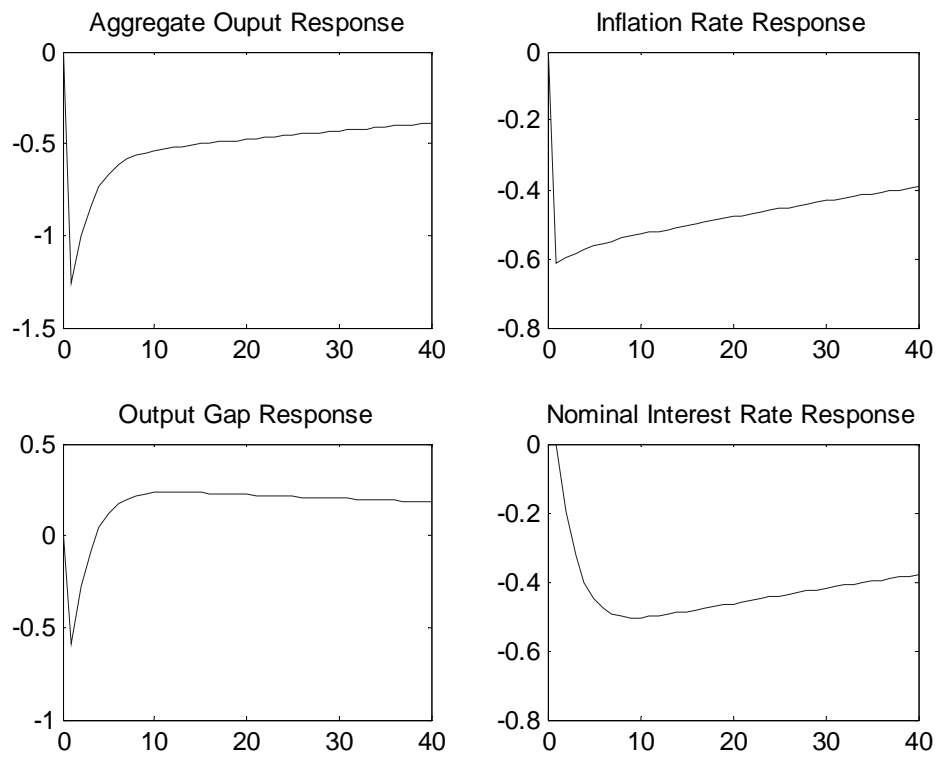 Aggregate Ouput Response
0
-0.5
-1
-1.5
0 10 20 30 40
Inflation Rate Response
0
-0.2
-0.4
-0.6
-0.8
0 10 20 30 40
Output Gap Response
0.5
0
-0.5
-1
0 10 20 30 40
Nominal Interest Rate Response
0
-0.2
-0.4
-0.6
-0.8
0 10 20 30 40